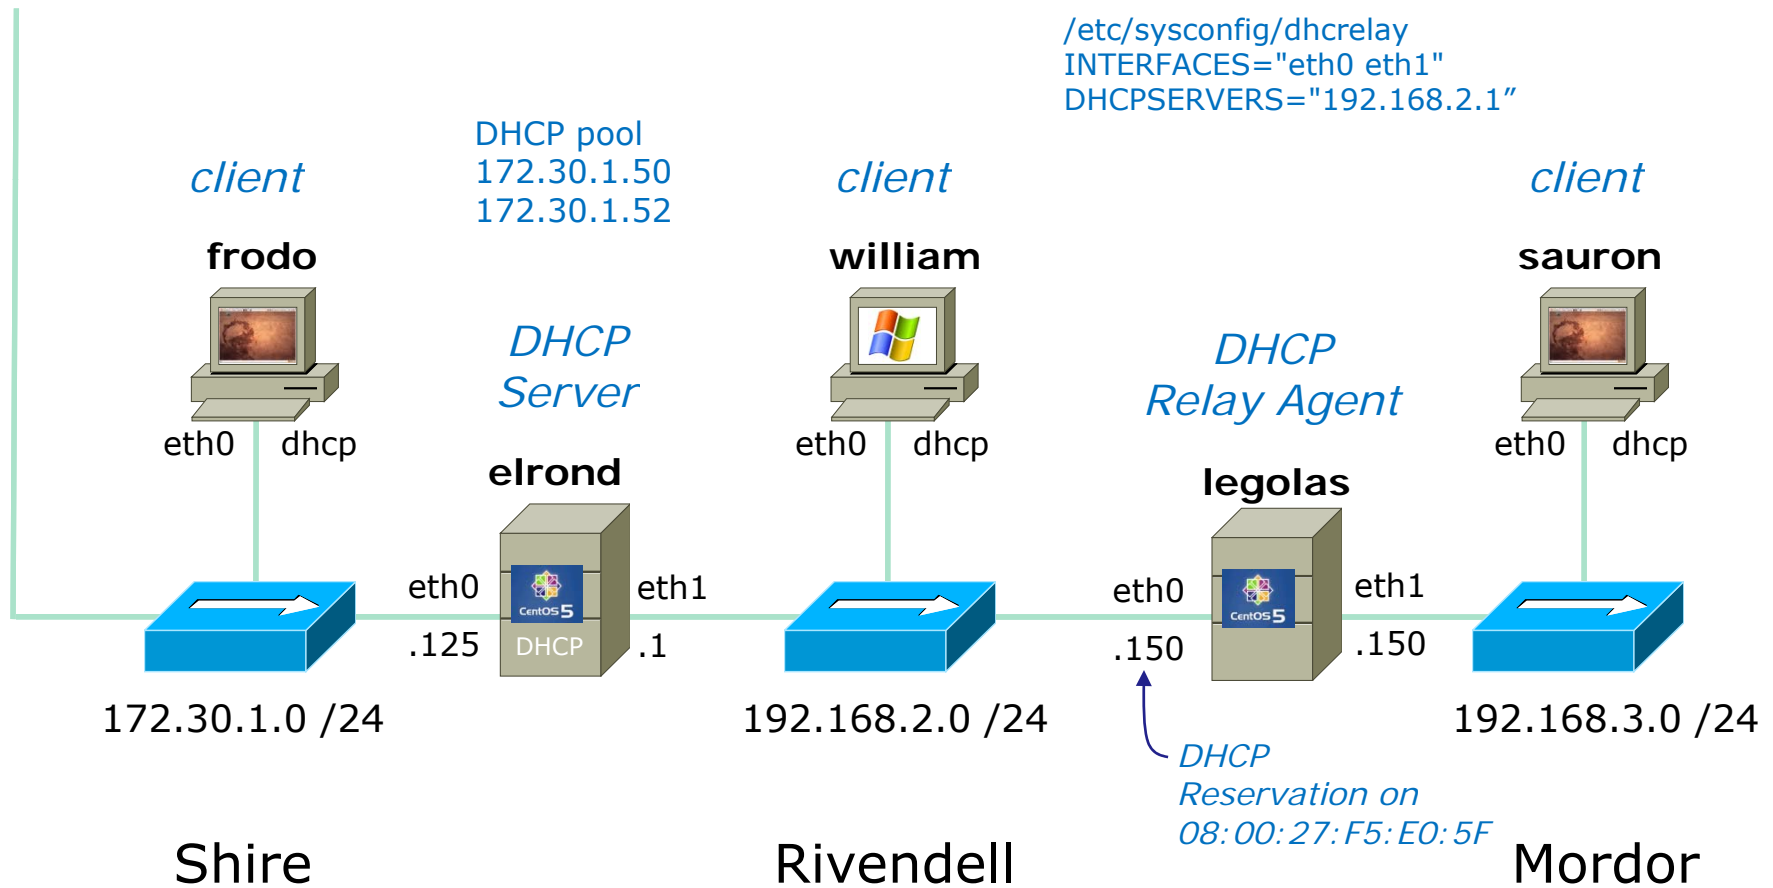 /etc/sysconfig/dhcrelay
INTERFACES="eth0 eth1"
DHCPSERVERS="192.168.2.1”
DHCP pool
172.30.1.50
172.30.1.52
client
client
client
frodo
william
sauron
DHCP
Server
DHCP
Relay Agent
eth0 dhcp
eth0 dhcp
eth0 dhcp
elrond
legolas
eth0
eth1
eth0
eth1
CentOS 5
CentOS 5
.125
DHCP
.1
.150
.150
172.30.1.0 /24
192.168.2.0 /24
192.168.3.0 /24
DHCP
Reservation on
08:00:27:F5:E0:5F
Shire
Rivendell
Mordor